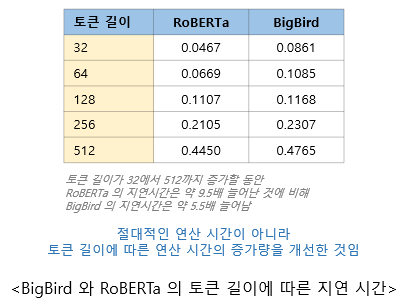 토큰 길이 RoBERTa BigBird
32 0.0467 0.0861
64 0.0669 0.1085
128 0.1107 0.1168
256 0.2105 0.2307
512 0.4450 0.4765
토큰 길이가 32에서 512까지 증가할 동안
RoBERTa 의 지연시간은 약 9.5배 늘어난 것에 비해
BigBird 의 지연시간은 약 5.5배 늘어남
절대적인 연산 시간이 아니라
토큰 길이에 따른 연산 시간의 증가량을 개선한 것임
<BigBird 와 RoBERTa 의 토큰 길이에 따른 지연 시간>